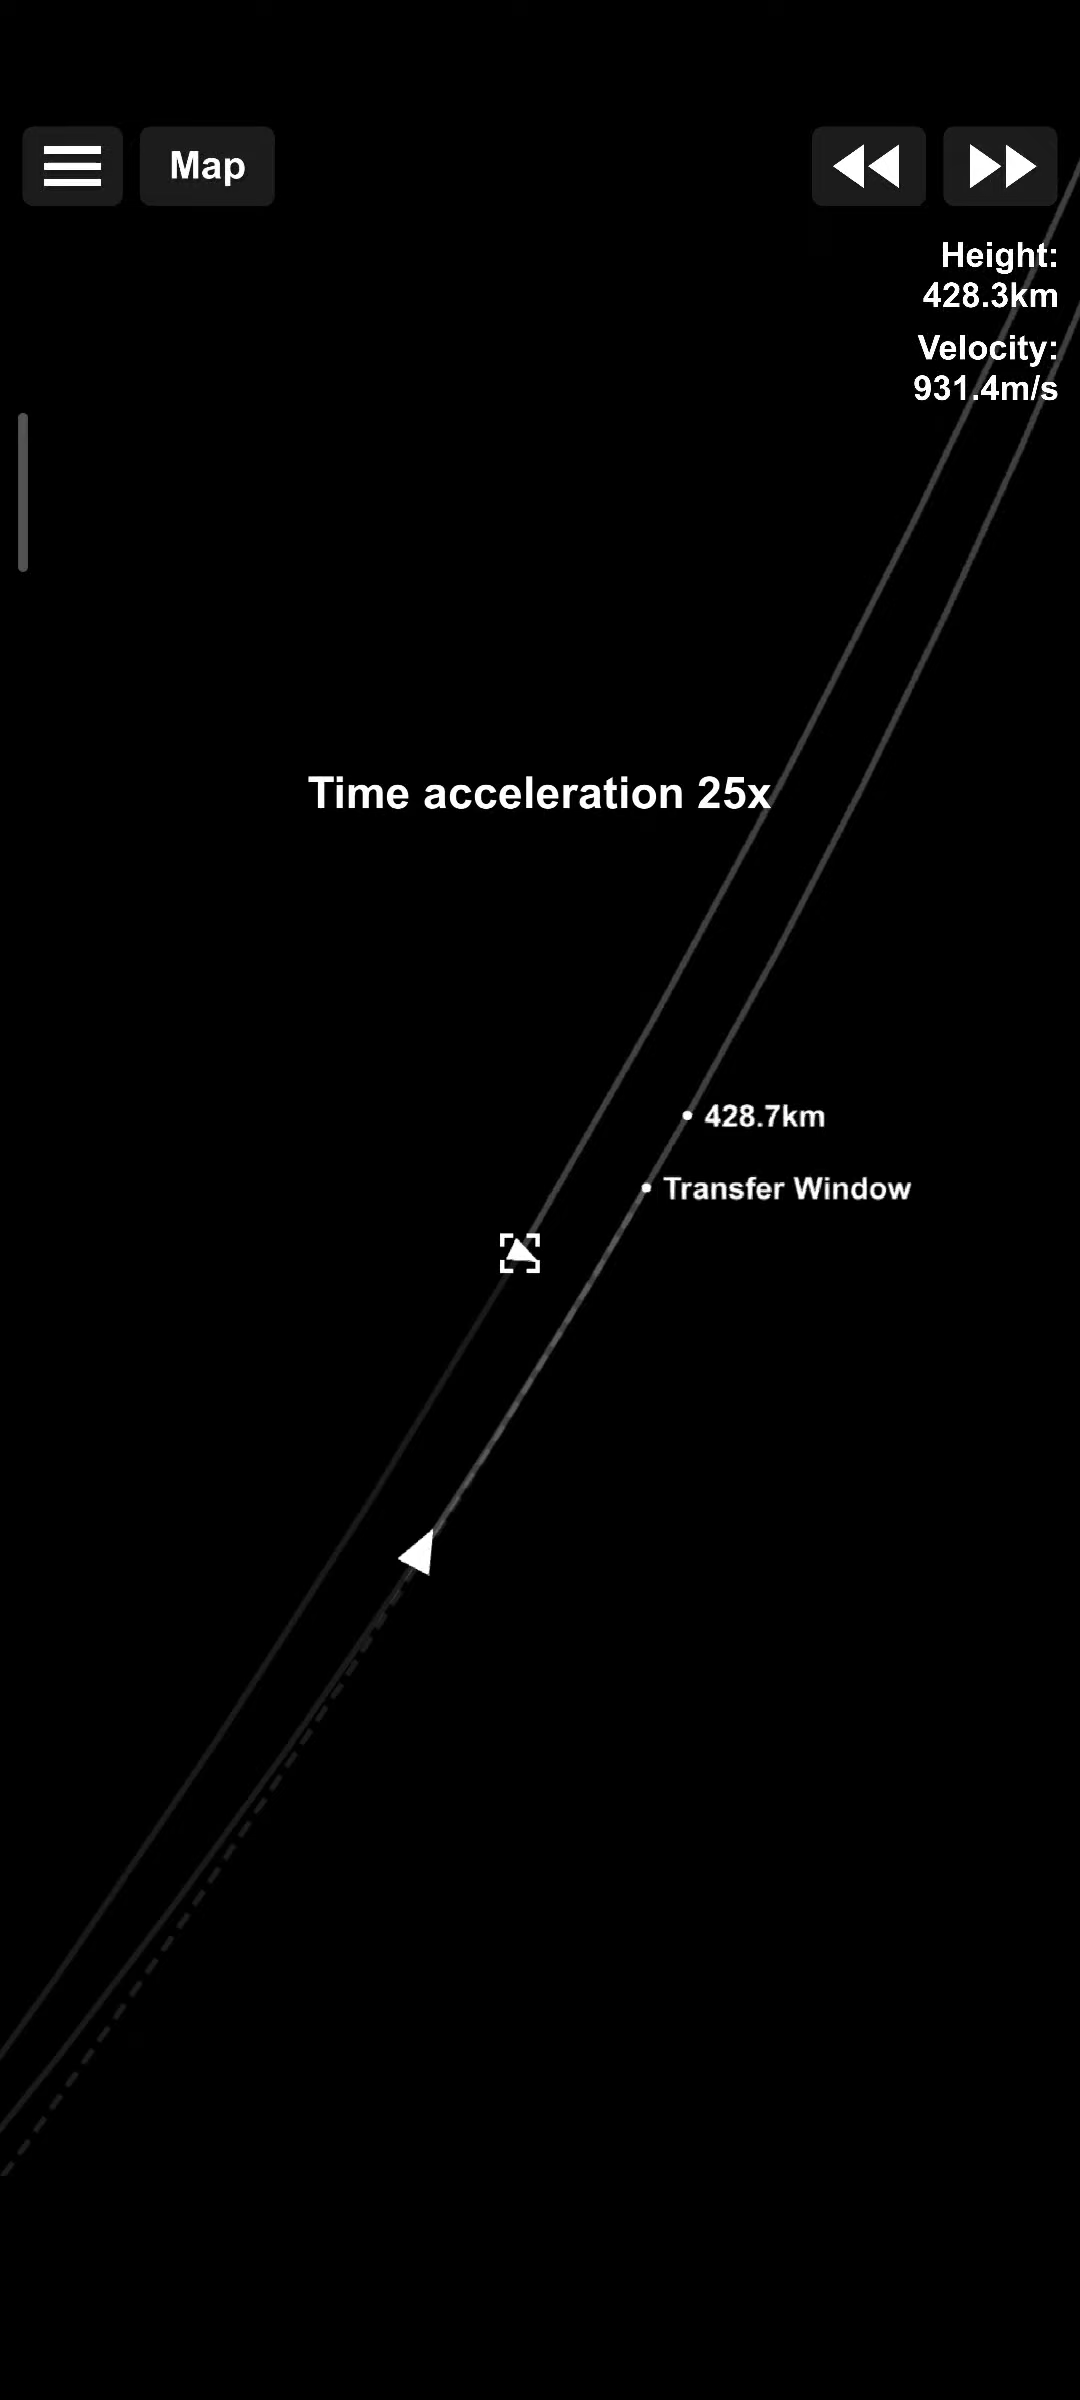 Map
Height:
428.3km
Velocity:
931.4m/s
Time acceleration 25x
428.7km
Transfer Window